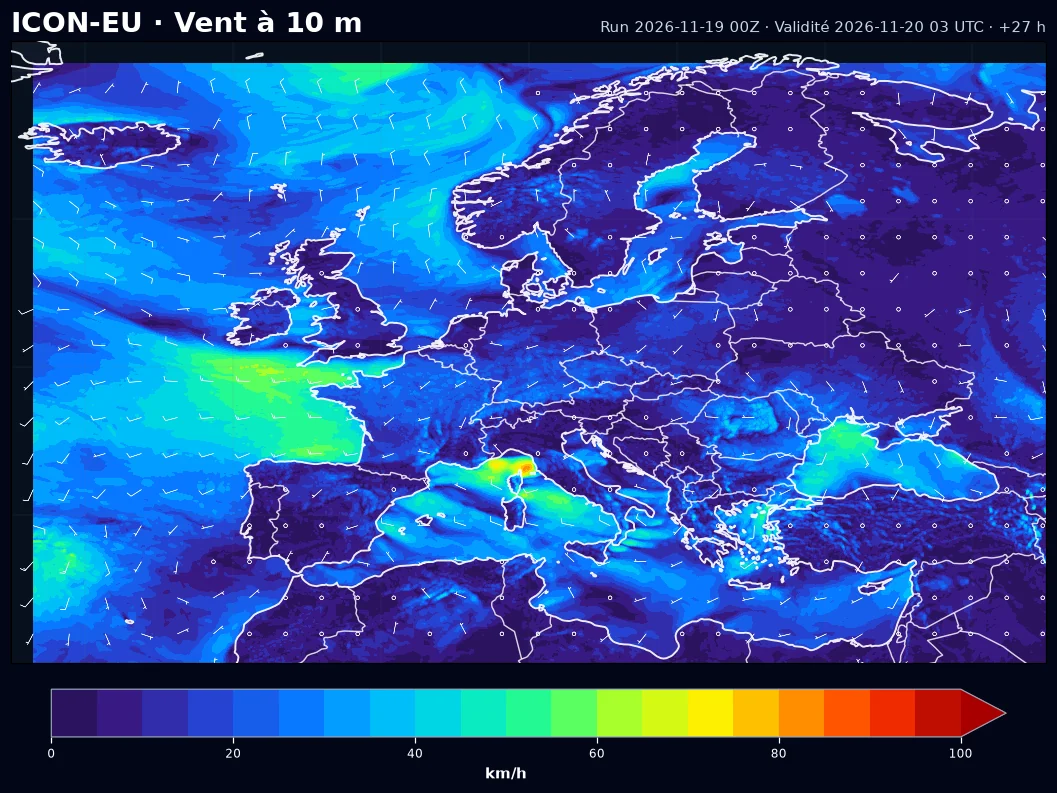 ICON-EU · Vent à 10 m
Run 2026-11-19 00Z · Validité 2026-11-20 03 UTC · +27 h
0 20 40 60 80 100
km/h